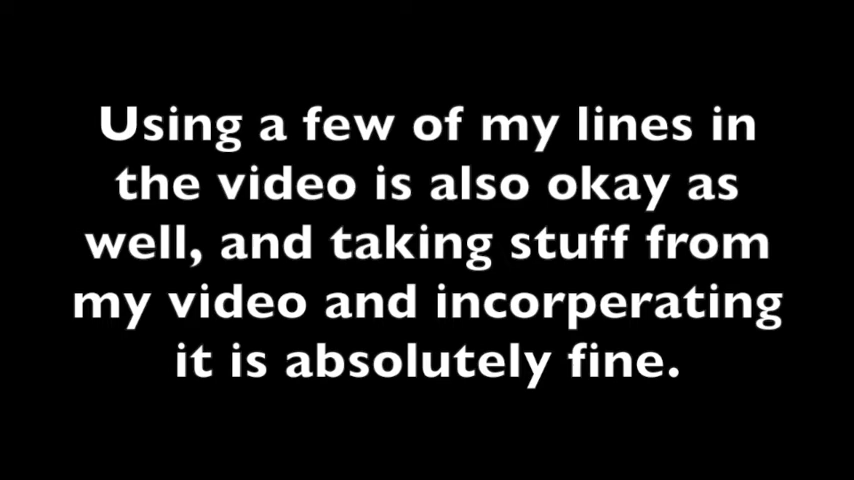 Using a few of my lines in
the video is also okay as
well, and taking stuff from
my video and incorperating
it is absolutely fine.